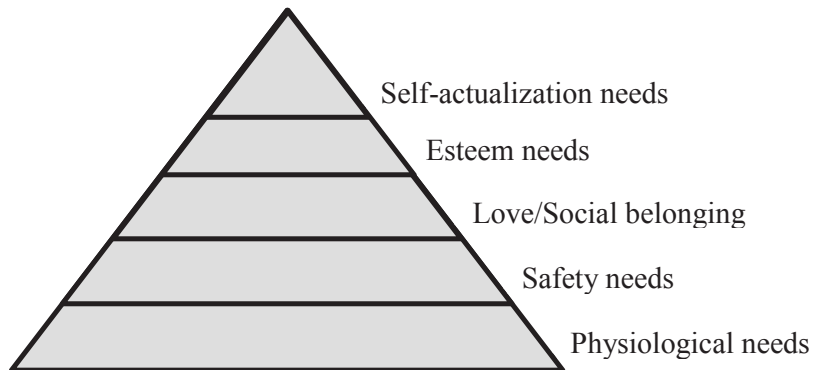 Self-actualization needs
Esteem needs
Love/Social belonging
Safety needs
Physiological needs